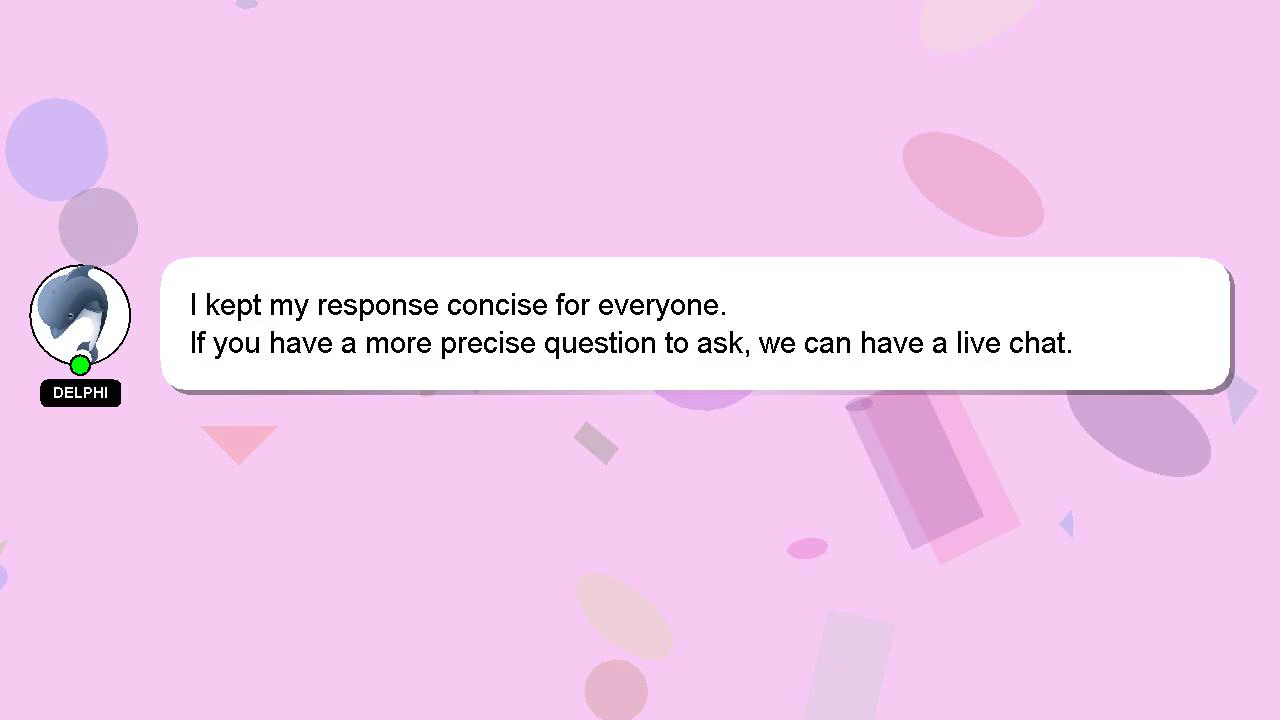 I kept my response concise for everyone.
If you have a more precise question to ask, we can have a live chat.
DELPHI